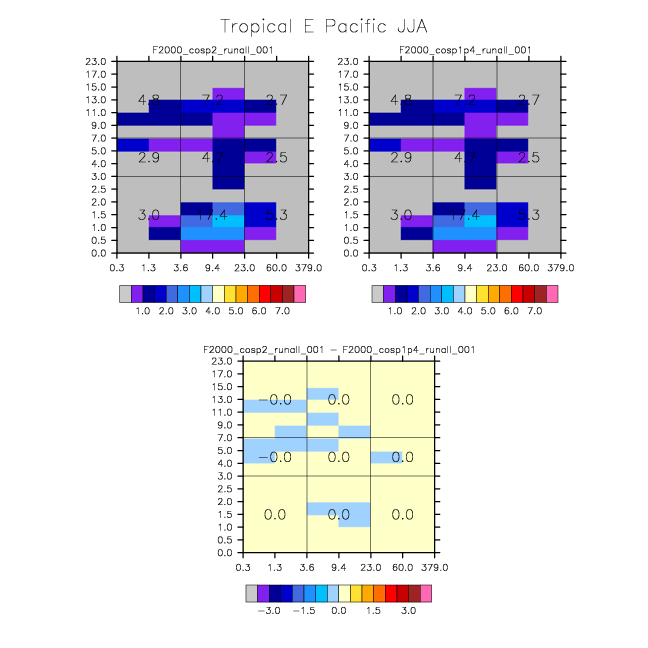 Tropical E Pacific JJA
F2000_cosp2_runall_001
F2000_cosp1p4_runall_001
23.0 17.0 15.0 13.0 11.0 9.0 7.0 5.0 4.0 3.0 2.5 2.0 1.5 1.0 0.5 0.0
4.8 7.2 2.7
2.9 4.7 2.5
3.0 17.4 5.3
0.3 1.3 3.6 9.4 23.0 60.0 379.0
1.0 2.0 3.0 4.0 5.0 6.0 7.0
23.0 17.0 15.0 13.0 11.0 9.0 7.0 5.0 4.0 3.0 2.5 2.0 1.5 1.0 0.5 0.0
4.8 7.2 2.7
2.9 4.7 2.5
3.0 17.4 .3
0.3 1.3 3.6 9.4 23.0 60.0 379.0
1.0 2.0 3.0 4.0 5.0 6.0 7.0
F2000_cosp2_runall_001 − F2000_cosp1p4_runall_001
23.0 17.0 15.0 13.0 11.0 9.0 7.0 5.0 4.0 3.0 2.5 2.0 1.5 1.0 0.5 0.0
−0.0 0.0 0.0
−0.0 0.0 0.0
0.0 0.0 0.0
0.3 1.3 3.6 9.4 23.0 60.0 379.0
−3.0 −1.5 0.0 1.5 3.0